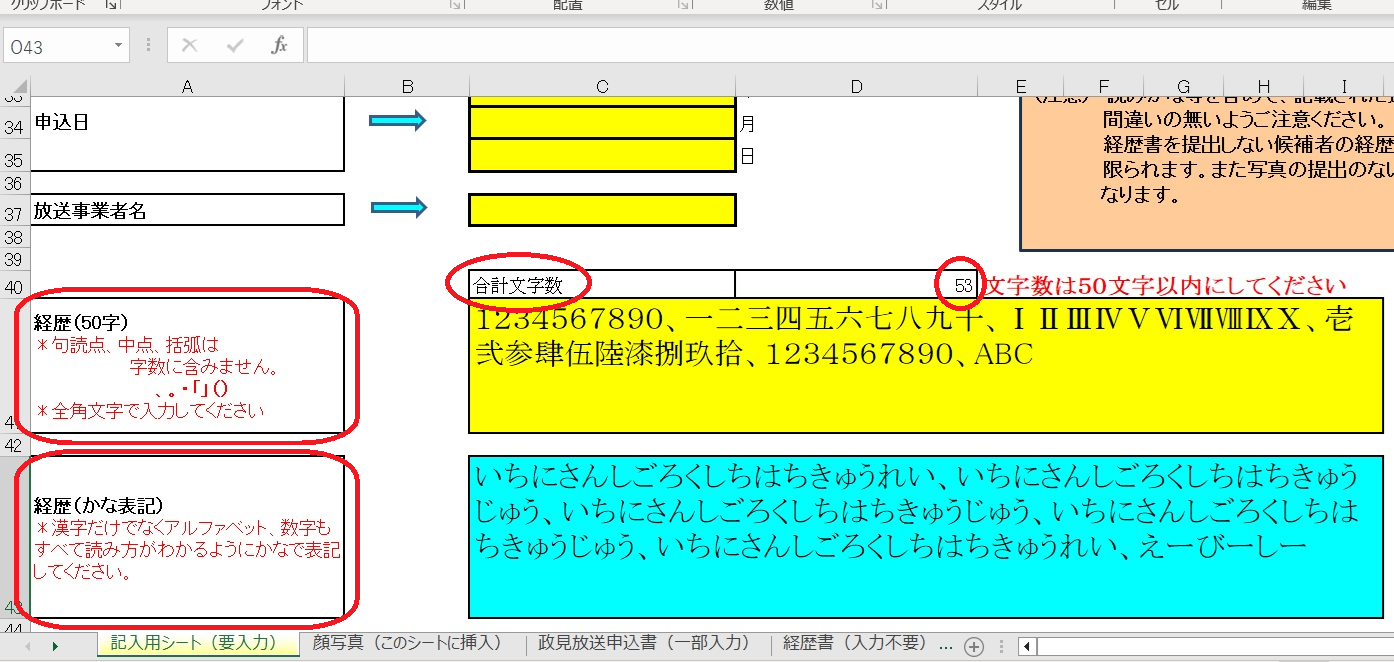 クリップボード フォント 配置 数値 スタイル セル 編集
O43 fx
A B C D E F G H I
33
34 申込日 月
35 日
36
37 放送事業者名
38
39
40 合計文字数 53 文字数は50文字以内にしてください
間違いの無いようご注意ください。
経歴書を提出しない候補者の経歴
限られます。また写真の提出のない
なります。
経歴(50字)
*句読点、中点、括弧は
字数に含みません。
、。・「」()
*全角文字で入力してください
1234567890、一二三四五六七八九十、ⅠⅡⅢⅣⅤⅥⅦⅧⅨⅩ、壱
弐参肆伍陸漆捌玖拾、1234567890、ABC
42
経歴(かな表記)
*漢字だけでなくアルファベット、数字も
すべて読み方がわかるようにかなで表記
してください。
43
44
いちにさんしごろくしちはちきゅうれい、いちにさんしごろくしちはちきゅう
じゅう、いちにさんしごろくしちはちきゅうじゅう、いちにさんしごろくしちは
ちきゅうじゅう、いちにさんしごろくしちはちきゅうれい、えーびーしー
記入用シート(要入力) 顔写真(このシートに挿入) 政見放送申込書(一部入力) 経歴書(入力不要) ...